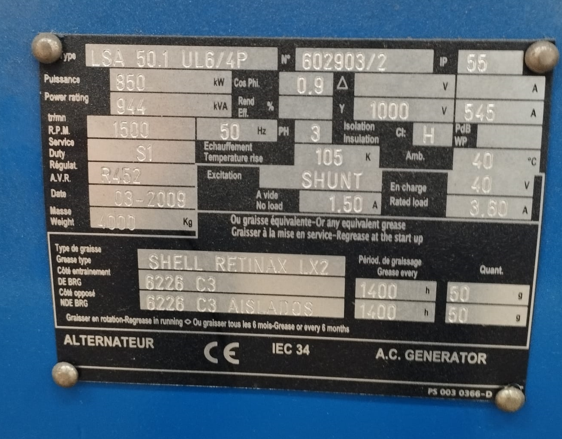 Type LSA 50.1 UL6/4P N° 602903/2 IP 55
Puissance 850 kW Cos Phi. 0.9 Δ V A
Power rating 944 kVA Rend Eff. % Y 1000 V 545 A
tr/mn R.P.M. 1500 50 Hz PH 3 Isolation Insulation Cl: H PdB WP
Service Duty S1 Echauffement Temperature rise 105 K Amb. 40 °C
Régulat. A.V.R. R452 Excitation SHUNT En charge 40 V
Date 03-2009 A vide No load 1.50 A Rated load 3.60 A
Masse Weight Kg Ou graisse équivalente-Or any equivalent grease
Graisser à la mise en service-Regrease at the start up
Type de graisse
Grease type SHELL RETINAX LX2 Périod. de graissage Grease every Quant.
Côté entrainement DE BRG 6226 C3 1400 h 50 g
Côté opposé NDE BRG 6226 C3 AISLADOS 1400 h 50 g
Graisser en rotation-Regrease in running <> Ou graisser tous les 6 mois-Grease or every 6 months
ALTERNATEUR CE IEC 34 A.C. GENERATOR
PS 003 0366-D